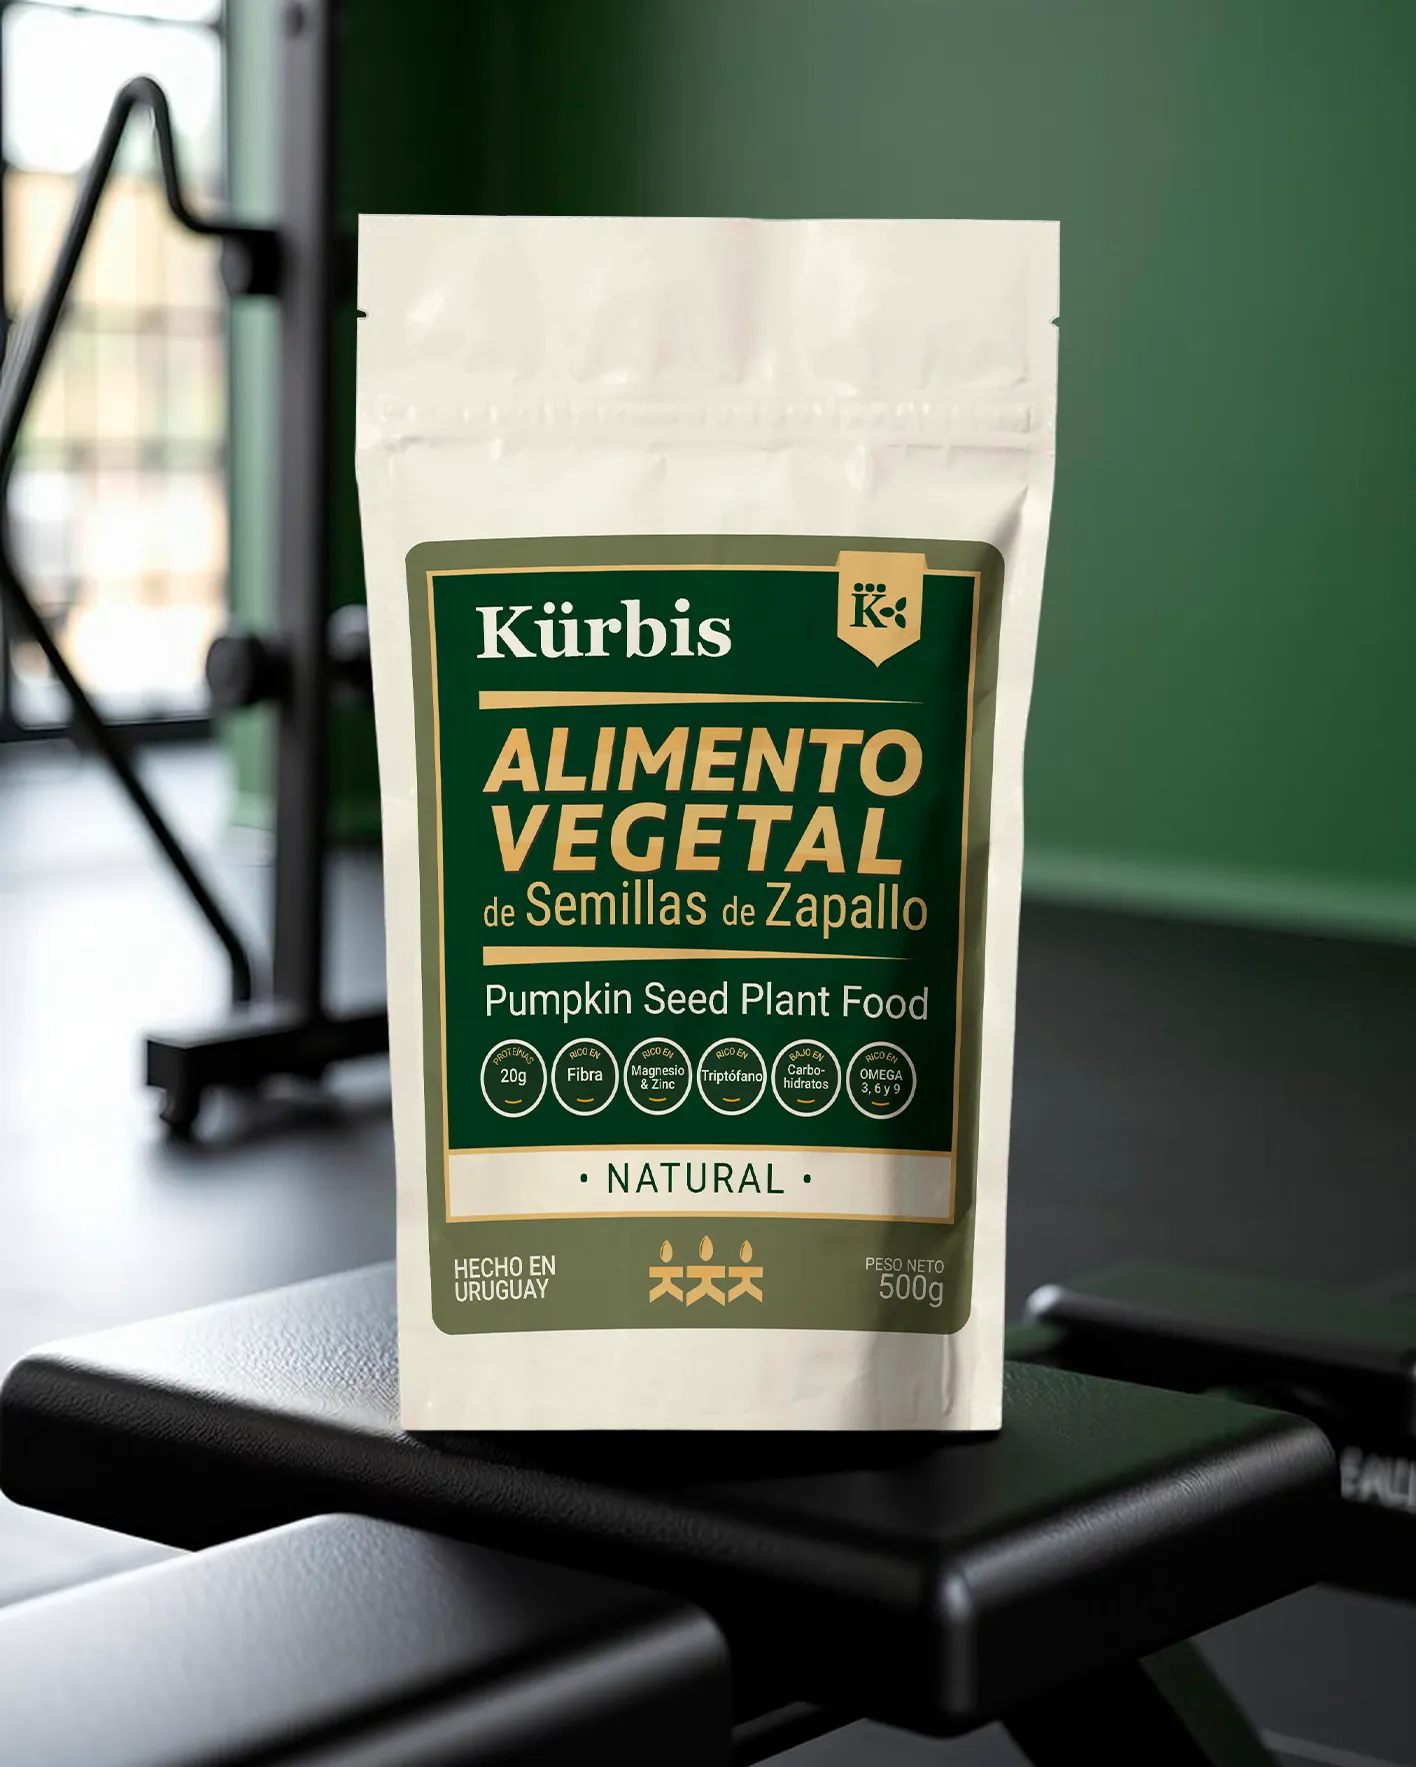 Kürbis
K
ALIMENTO
VEGETAL
de Semillas de Zapallo
Pumpkin Seed Plant Food
PROTEINAS
20g
RICO EN
Fibra
RICO EN
Magnesio
& Zinc
RICO EN
Triptófano
BAJO EN
Carbo-
hidratos
RICO EN
OMEGA
3, 6 y 9
• NATURAL •
HECHO EN
URUGUAY
PESO NETO
500g